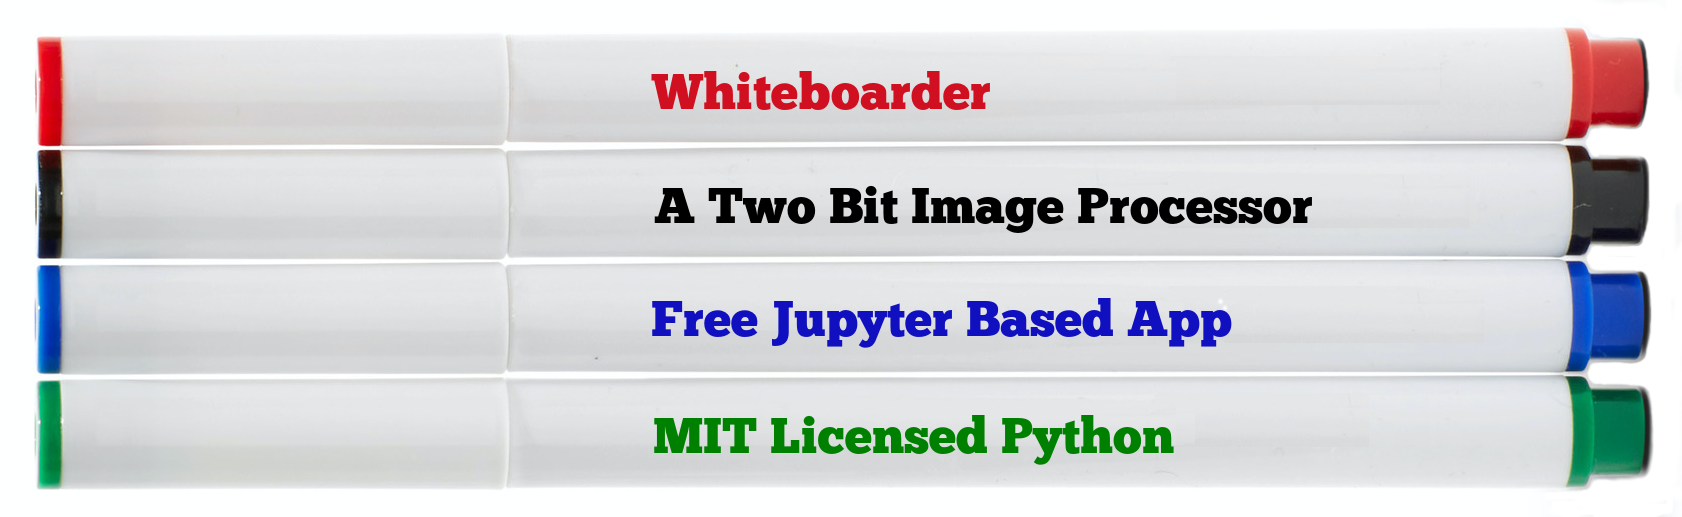 Whiteboarder
A Two Bit Image Processor
Free Jupyter Based App
MIT Licensed Python